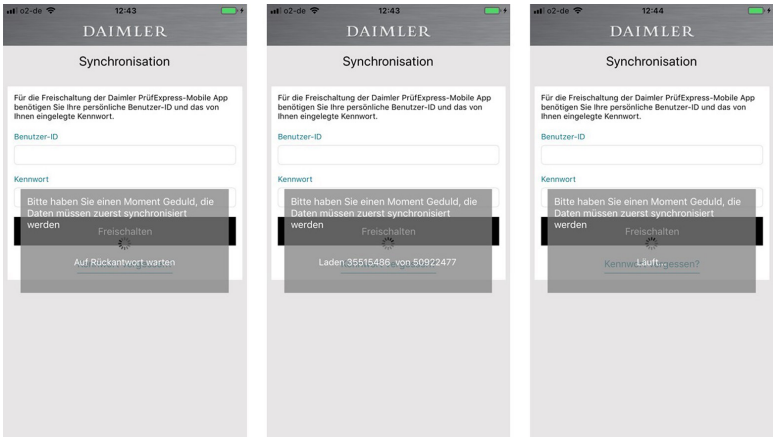 o2-de 12:43
DAIMLER
Synchronisation
Für die Freischaltung der Daimler PrüfExpress-Mobile App
benötigen Sie Ihre persönliche Benutzer-ID und das von
Ihnen eingelegte Kennwort.
Benutzer-ID
Kennwort
Bitte haben Sie einen Moment Geduld, die
Daten müssen zuerst synchronisiert
werden
Freischalten
Auf Rückantwort warten
o2-de 12:43
DAIMLER
Synchronisation
Für die Freischaltung der Daimler PrüfExpress-Mobile App
benötigen Sie Ihre persönliche Benutzer-ID und das von
Ihnen eingelegte Kennwort.
Benutzer-ID
Kennwort
Bitte haben Sie einen Moment Geduld, die
Daten müssen zuerst synchronisiert
werden
Freischalten
Laden 35515486 von 50922477
o2-de 12:44
DAIMLER
Synchronisation
Für die Freischaltung der Daimler PrüfExpress-Mobile App
benötigen Sie Ihre persönliche Benutzer-ID und das von
Ihnen eingelegte Kennwort.
Benutzer-ID
Kennwort
Bitte haben Sie einen Moment Geduld, die
Daten müssen zuerst synchronisiert
werden
Freischalten
Kennwort vergessen?
Läuft...